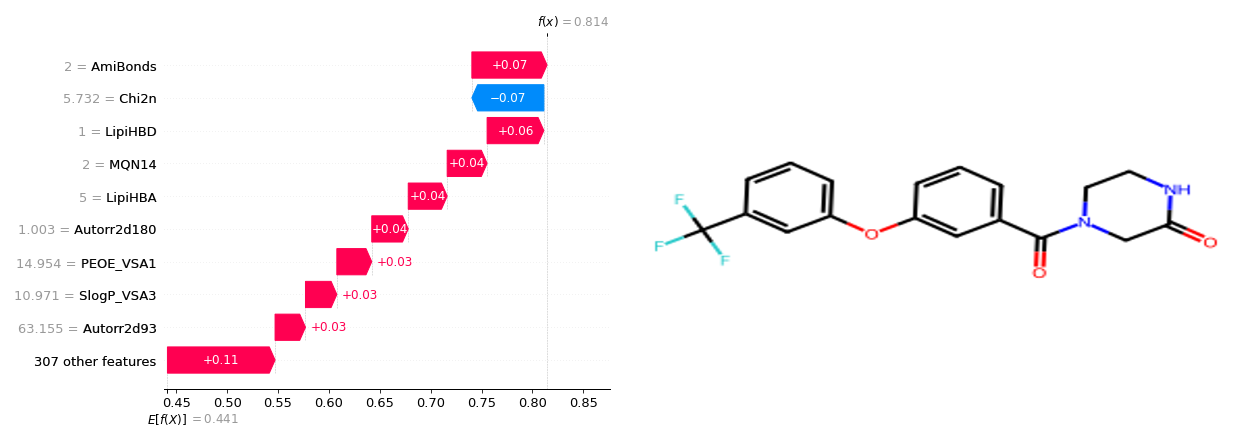 f(x) = 0.814
2 = AmiBonds
+0.07
5.732 = Chi2n
−0.07
1 = LipiHBD
+0.06
2 = MQN14
+0.04
5 = LipiHBA
+0.04
1.003 = Autorr2d180
+0.04
14.954 = PEOE_VSA1
+0.03
10.971 = SlogP_VSA3
+0.03
63.155 = Autorr2d93
+0.03
307 other features
+0.11
0.45 0.50 0.55 0.60 0.65 0.70 0.75 0.80 0.85
E[f(X)] = 0.441
F
F
F
O
O
N
NH
O